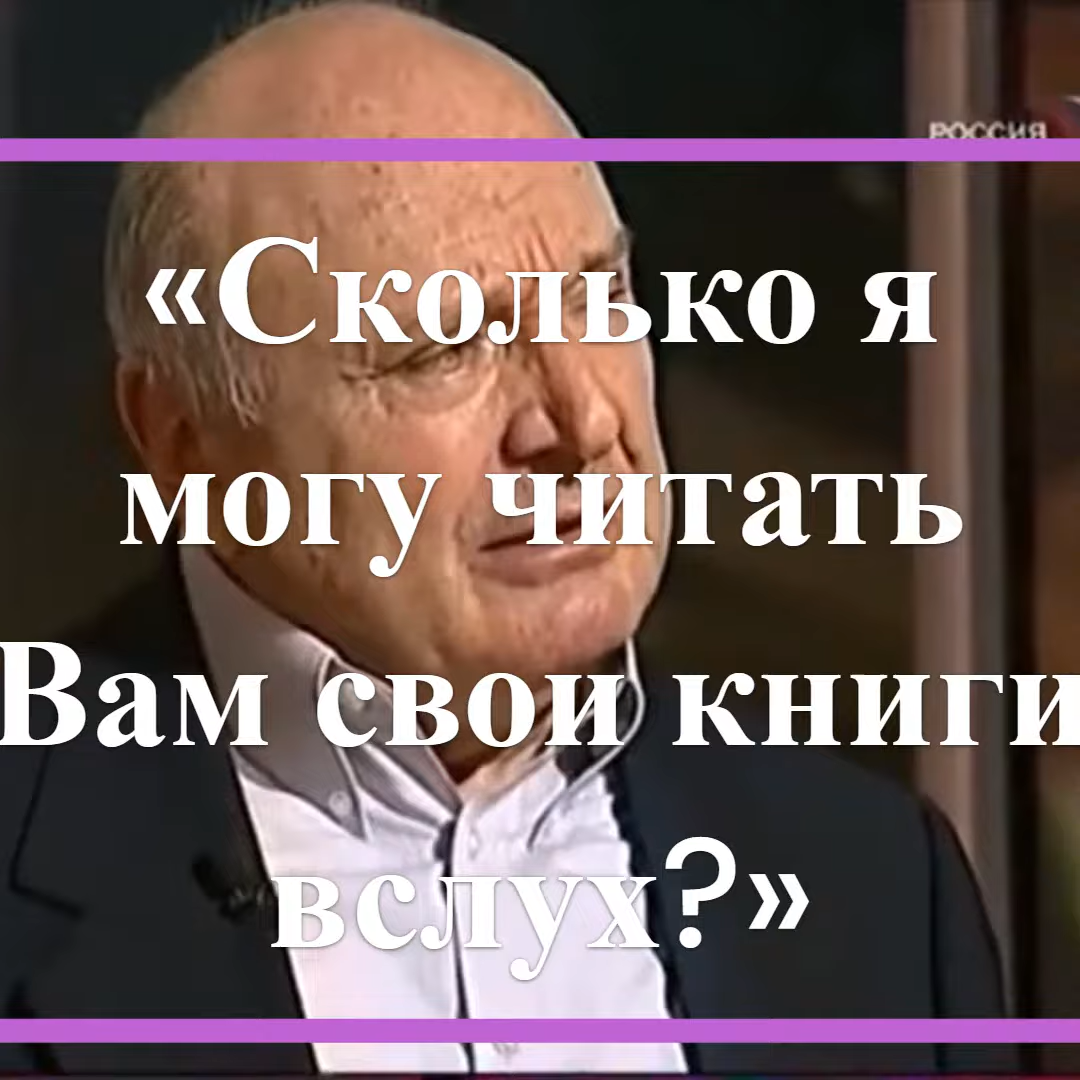 РОССИЯ
«Сколько я
могу читать
Вам свои книги
вслух?»